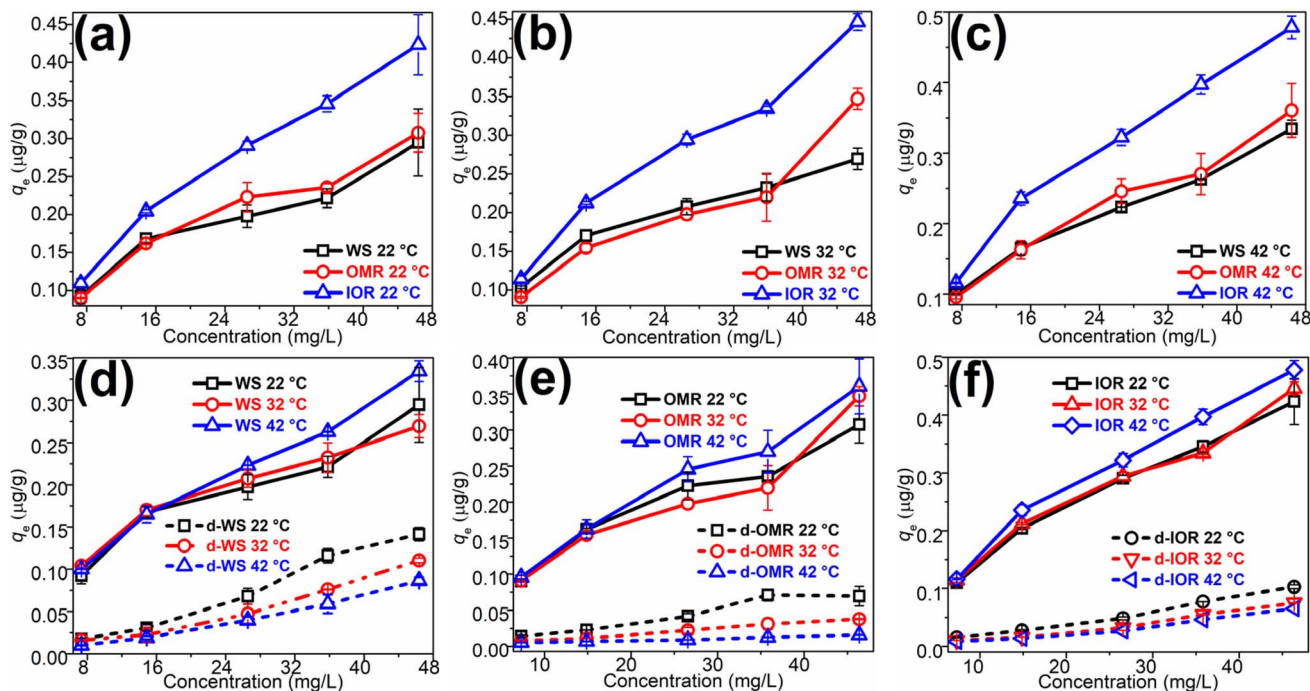 (a)
0.45
0.40
0.35
0.30
0.25
0.20
0.15
0.10
qe (µg/g)
WS 22 °C
OMR 22 °C
IOR 22 °C
8 16 24 32 40 48
Concentration (mg/L)
(b)
0.45
0.40
0.35
0.30
0.25
0.20
0.15
0.10
qe (µg/g)
WS 32 °C
OMR 32 °C
IOR 32 °C
8 16 24 32 40 48
Concentration (mg/L)
(c)
0.5
0.4
0.3
0.2
0.1
qe (µg/g)
WS 42 °C
OMR 42 °C
IOR 42 °C
8 16 24 32 40 48
Concentration (mg/L)
(d)
0.35
0.30
0.25
0.20
0.15
0.10
0.05
0.00
qe (µg/g)
WS 22 °C
WS 32 °C
WS 42 °C
d-WS 22 °C
d-WS 32 °C
d-WS 42 °C
8 16 24 32 40 48
Concentration (mg/L)
(e)
0.40
0.35
0.30
0.25
0.20
0.15
0.10
0.05
0.00
qe (µg/g)
OMR 22 °C
OMR 32 °C
OMR 42 °C
d-OMR 22 °C
d-OMR 32 °C
d-OMR 42 °C
10 20 30 40
Concentration (mg/L)
(f)
0.5
0.4
0.3
0.2
0.1
0.0
qe (µg/g)
IOR 22 °C
IOR 32 °C
IOR 42 °C
d-IOR 22 °C
d-IOR 32 °C
d-IOR 42 °C
10 20 30 40
Concentration (mg/L)